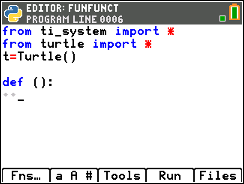 EDITOR: FUNFUNCT
PROGRAM LINE 0006
from ti_system import *
from turtle import *
t=Turtle()
def ():
Fns… a A # Tools Run Files